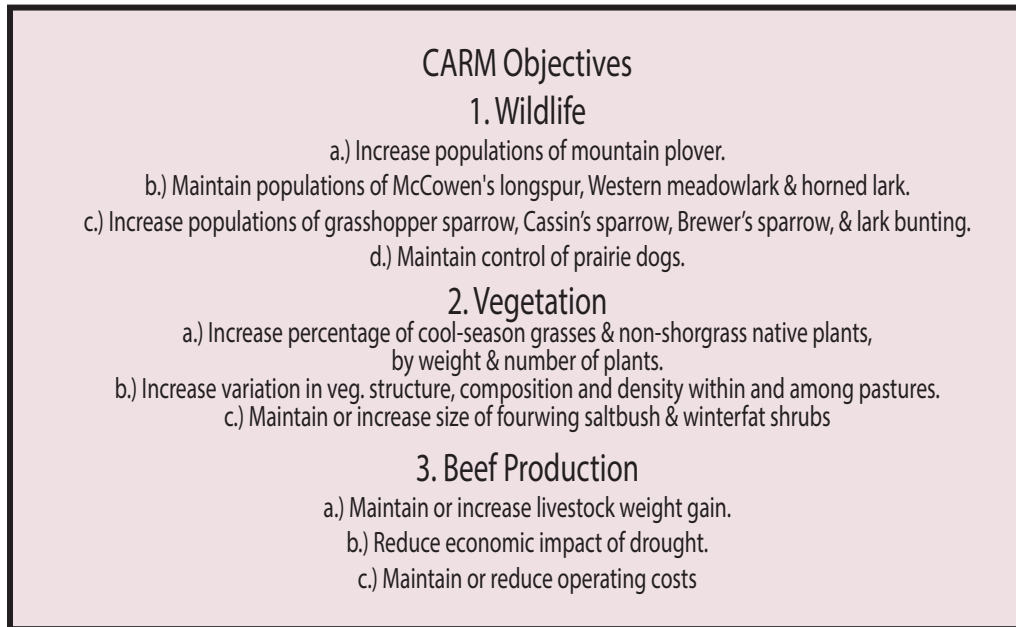 CARM Objectives
1. Wildlife
a.) Increase populations of mountain plover.
b.) Maintain populations of McCowen's longspur, Western meadowlark & horned lark.
c.) Increase populations of grasshopper sparrow, Cassin’s sparrow, Brewer’s sparrow, & lark bunting.
d.) Maintain control of prairie dogs.
2. Vegetation
a.) Increase percentage of cool-season grasses & non-shorgrass native plants,
by weight & number of plants.
b.) Increase variation in veg. structure, composition and density within and among pastures.
c.) Maintain or increase size of fourwing saltbush & winterfat shrubs
3. Beef Production
a.) Maintain or increase livestock weight gain.
b.) Reduce economic impact of drought.
c.) Maintain or reduce operating costs